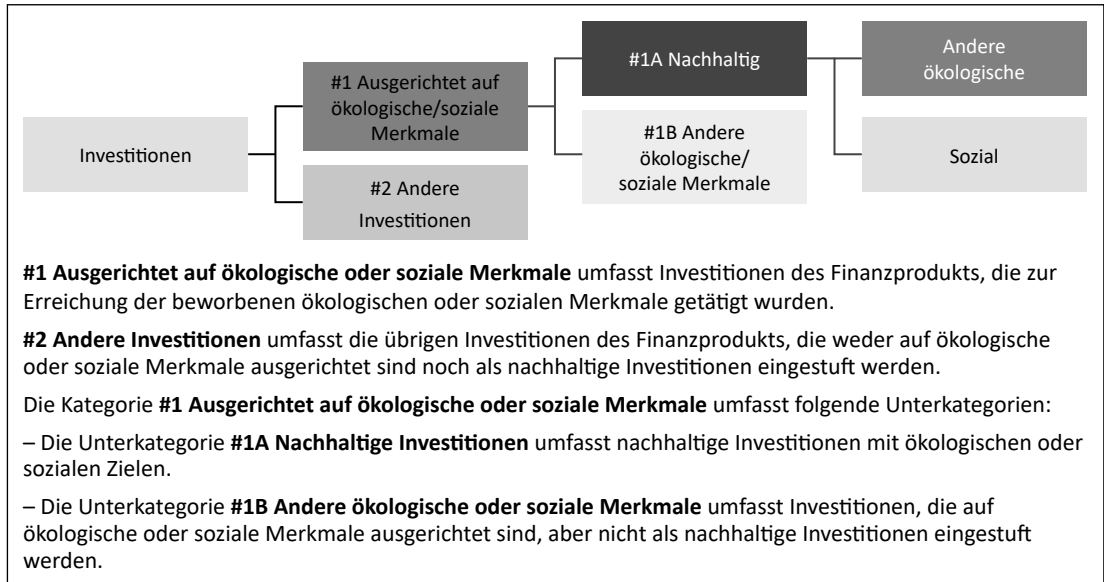 Investitionen
#1 Ausgerichtet auf
ökologische/soziale
Merkmale
#2 Andere
Investitionen
#1A Nachhaltig
#1B Andere
ökologische/
soziale Merkmale
Andere
ökologische
Sozial
#1 Ausgerichtet auf ökologische oder soziale Merkmale umfasst Investitionen des Finanzprodukts, die zur
Erreichung der beworbenen ökologischen oder sozialen Merkmale getätigt wurden.
#2 Andere Investitionen umfasst die übrigen Investitionen des Finanzprodukts, die weder auf ökologische
oder soziale Merkmale ausgerichtet sind noch als nachhaltige Investitionen eingestuft werden.
Die Kategorie #1 Ausgerichtet auf ökologische oder soziale Merkmale umfasst folgende Unterkategorien:
– Die Unterkategorie #1A Nachhaltige Investitionen umfasst nachhaltige Investitionen mit ökologischen oder
sozialen Zielen.
– Die Unterkategorie #1B Andere ökologische oder soziale Merkmale umfasst Investitionen, die auf
ökologische oder soziale Merkmale ausgerichtet sind, aber nicht als nachhaltige Investitionen eingestuft
werden.